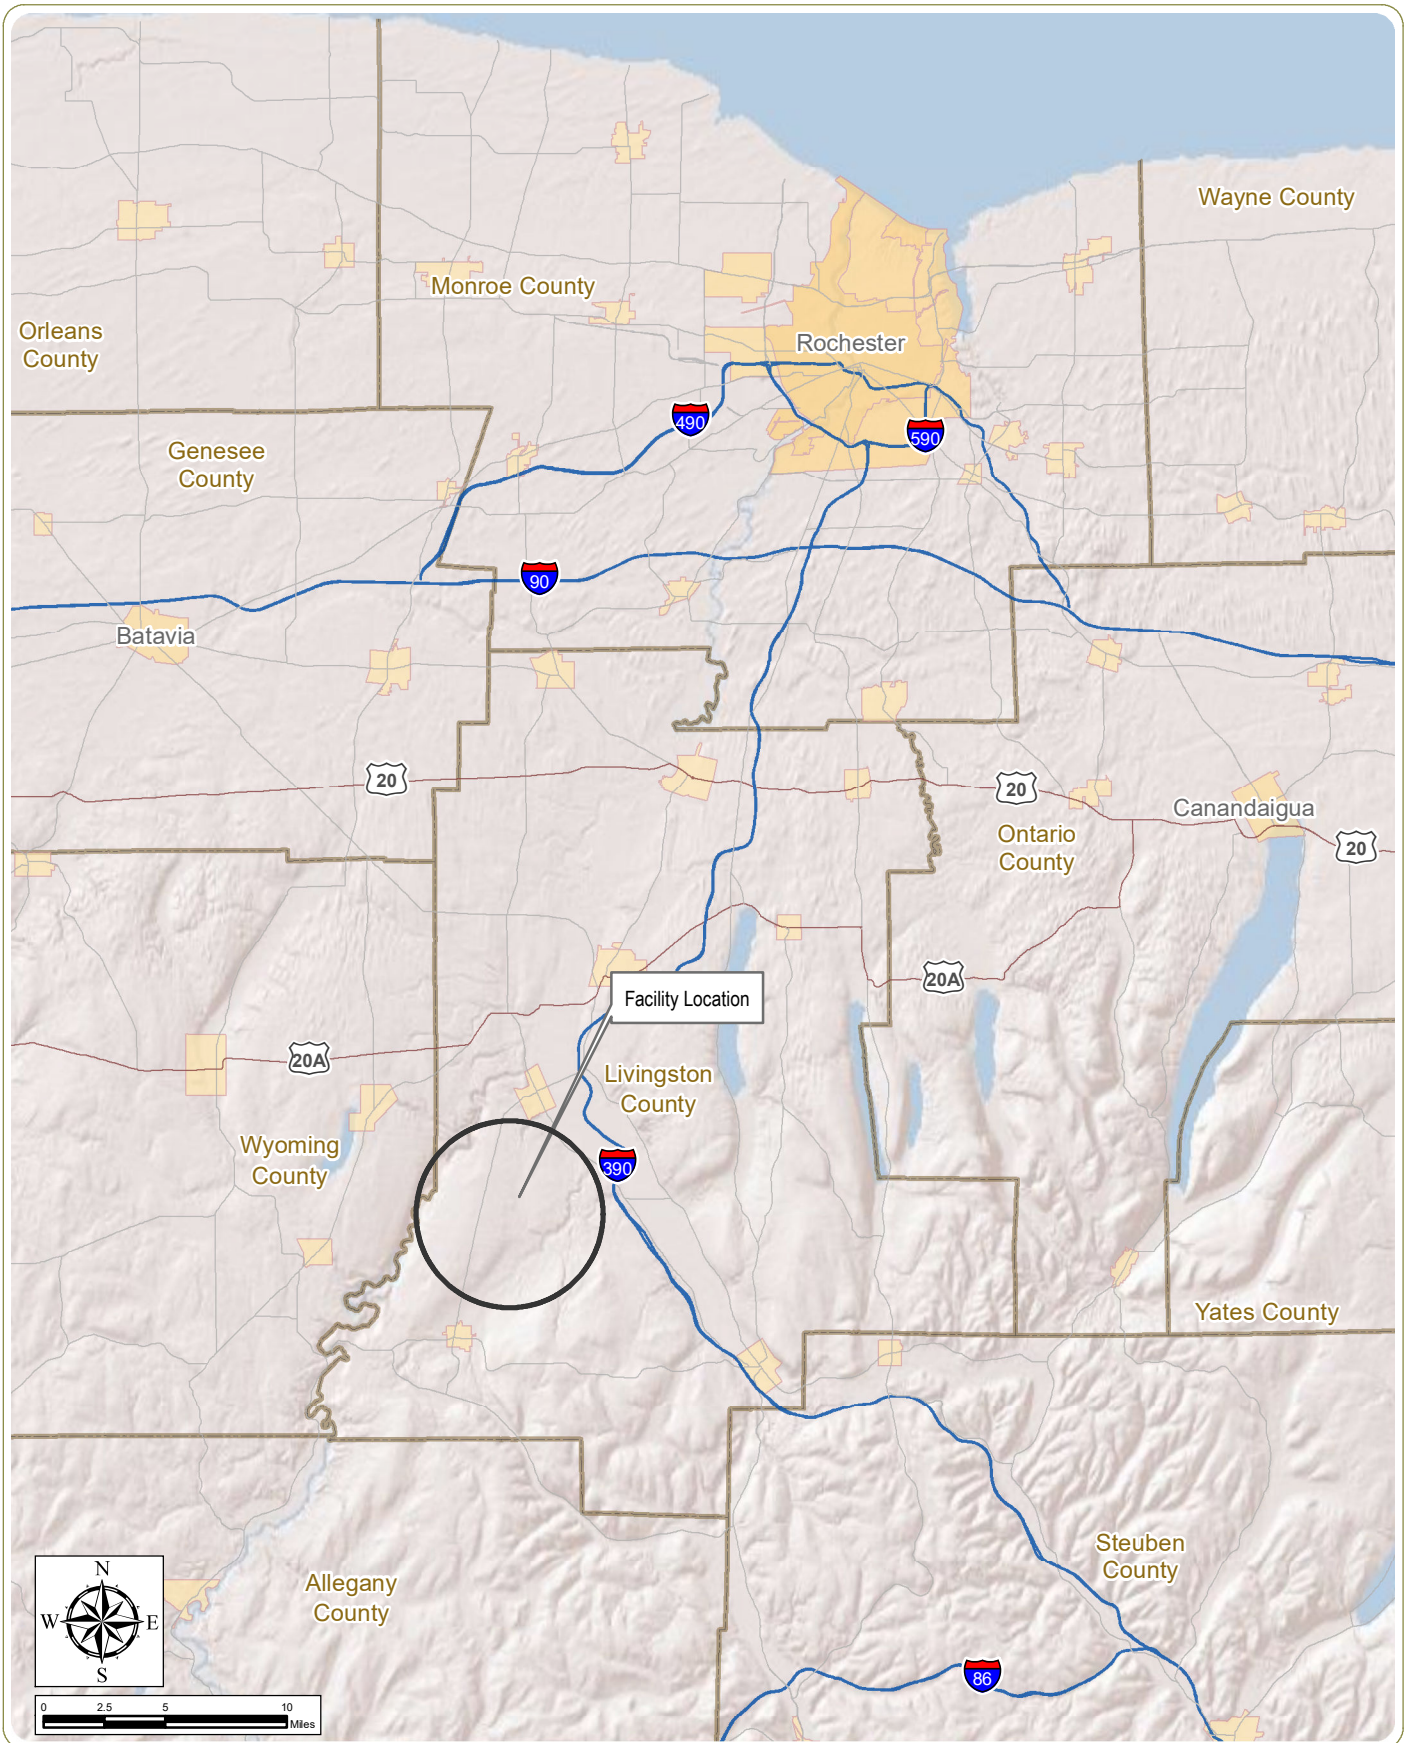 Wayne County
Monroe County
Orleans
County
Rochester
490
590
Genesee
County
90
Batavia
20
20
Canandaigua
Ontario
County
20
20A
Facility Location
20A
Livingston
County
Wyoming
County
390
Yates County
Steuben
County
Allegany
County
N
W
E
S
86
0
2.5
5
10
Miles